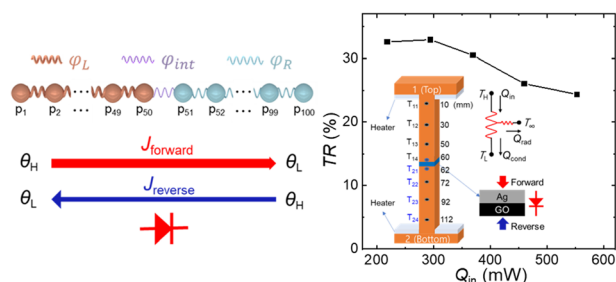 φL φint φR
p1 p2 ... p49 p50 p51 p52 ... p99 p100
θH Jforward θL
θL Jreverse θH
TR (%)
40
30
20
10
0
1 (Top)
Heater
T11 10 (mm)
T12 30
T13 50
T14 60
T21 62
T22 72
T23 92
T24 112
Heater
2 (Bottom)
TH Qin
T∞
Qrad
TL Qcond
Forward
Ag
GO
Reverse
200 300 400 500 600
Qin (mW)